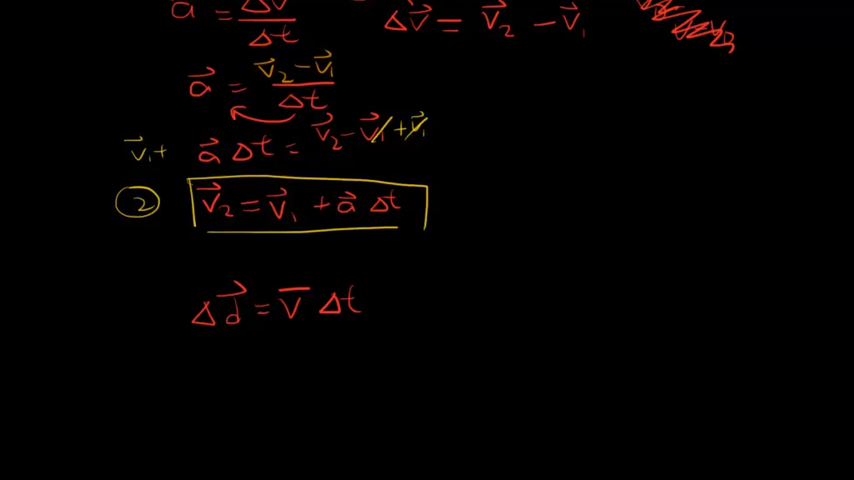 a⃗ = Δv⃗/Δt    Δv⃗ = v⃗₂ − v⃗₁
a⃗ = (v⃗₂ − v⃗₁)/Δt
v⃗₁ + a⃗ Δt = v⃗₂ − v⃗₁ + v⃗₁
② v⃗₂ = v⃗₁ + a⃗ Δt
Δd⃗ = v̅ Δt